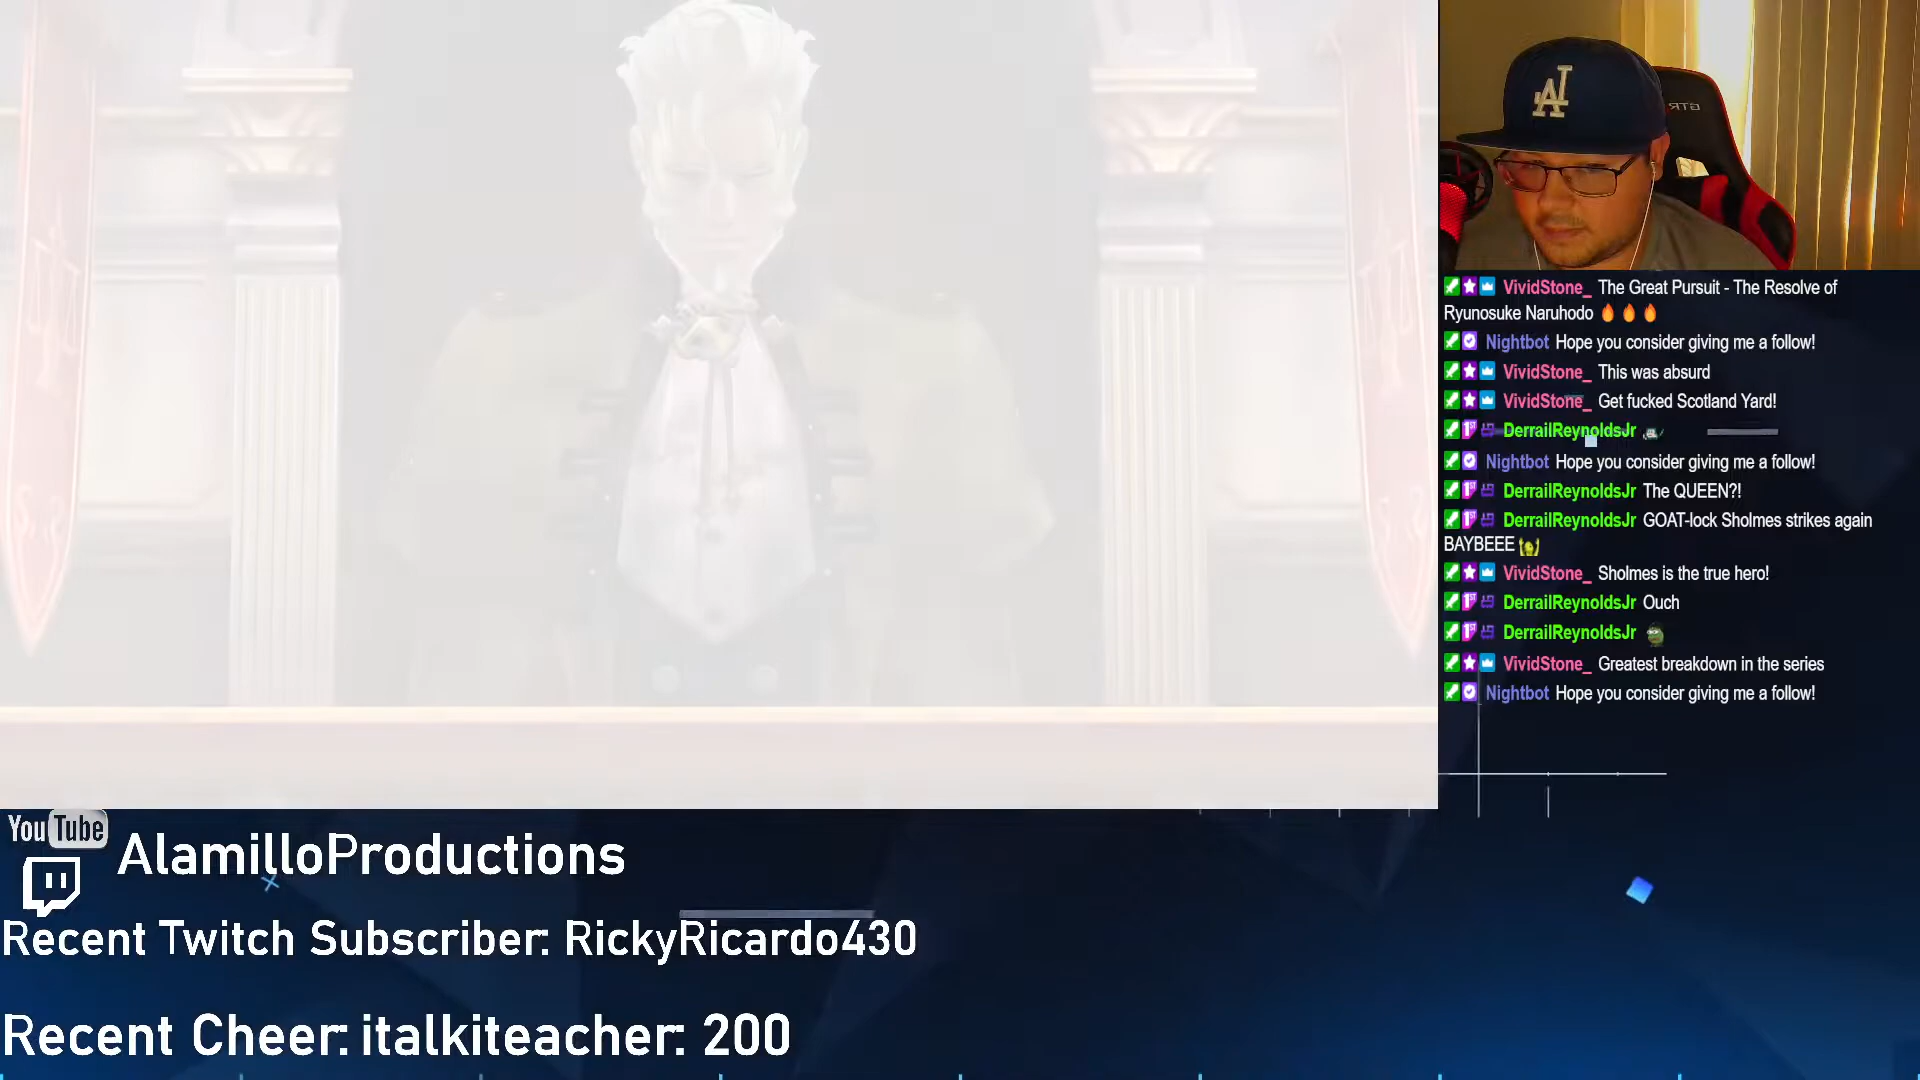 VividStone_ The Great Pursuit - The Resolve of
Ryunosuke Naruhodo
Nightbot Hope you consider giving me a follow!
VividStone_ This was absurd
VividStone_ Get fucked Scotland Yard!
DerrailReynoldsJr
Nightbot Hope you consider giving me a follow!
DerrailReynoldsJr The QUEEN?!
DerrailReynoldsJr GOAT-lock Sholmes strikes again
BAYBEEE
VividStone_ Sholmes is the true hero!
DerrailReynoldsJr Ouch
DerrailReynoldsJr
VividStone_ Greatest breakdown in the series
Nightbot Hope you consider giving me a follow!
YouTube
AlamilloProductions
Recent Twitch Subscriber: RickyRicardo430
Recent Cheer: italkiteacher: 200